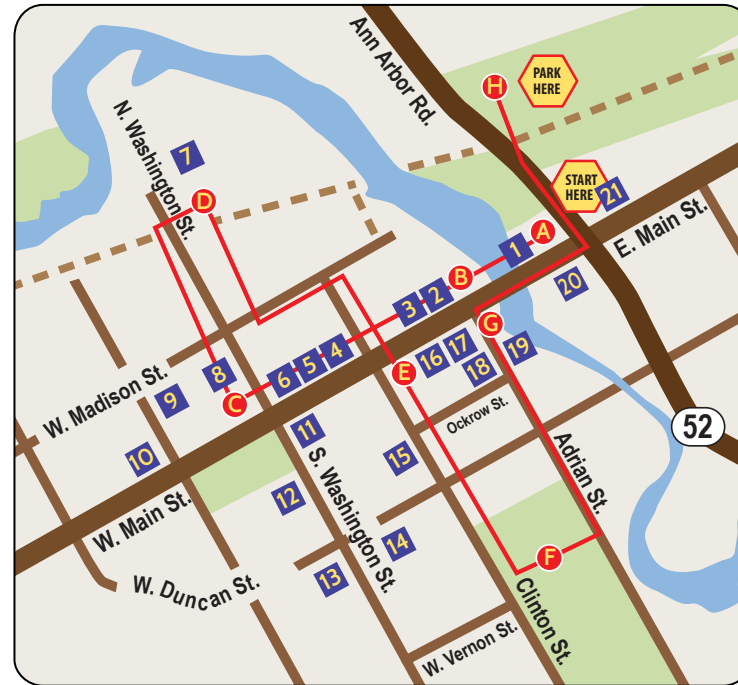 Ann Arbor Rd.
H
PARK
HERE
N. Washington St.
7
START
HERE
21
D
A
E. Main St.
1
B
20
3
2
G
4
5
6
8
C
E
16
17
18
19
W. Madison St.
9
10
Ockrow St.
11
15
52
W. Main St.
12
S. Washington St.
Adrian St.
14
13
F
W. Duncan St.
Clinton St.
W. Vernon St.